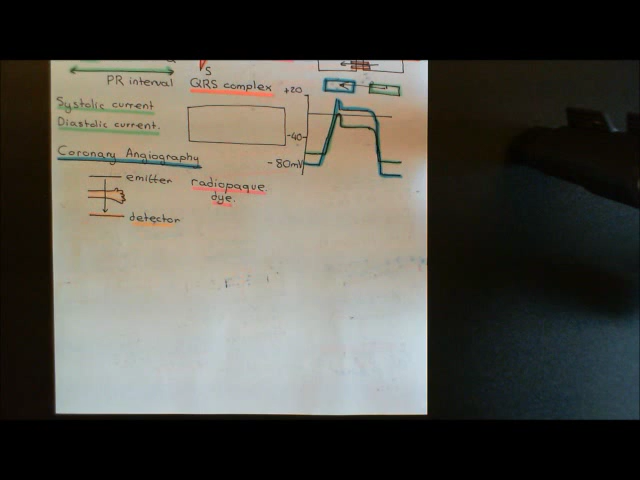 S
PR interval
QRS complex
+20
Systolic current
Diastolic current.
-40
-80mV
Coronary Angiography
emitter
radiopaque
dye.
detector